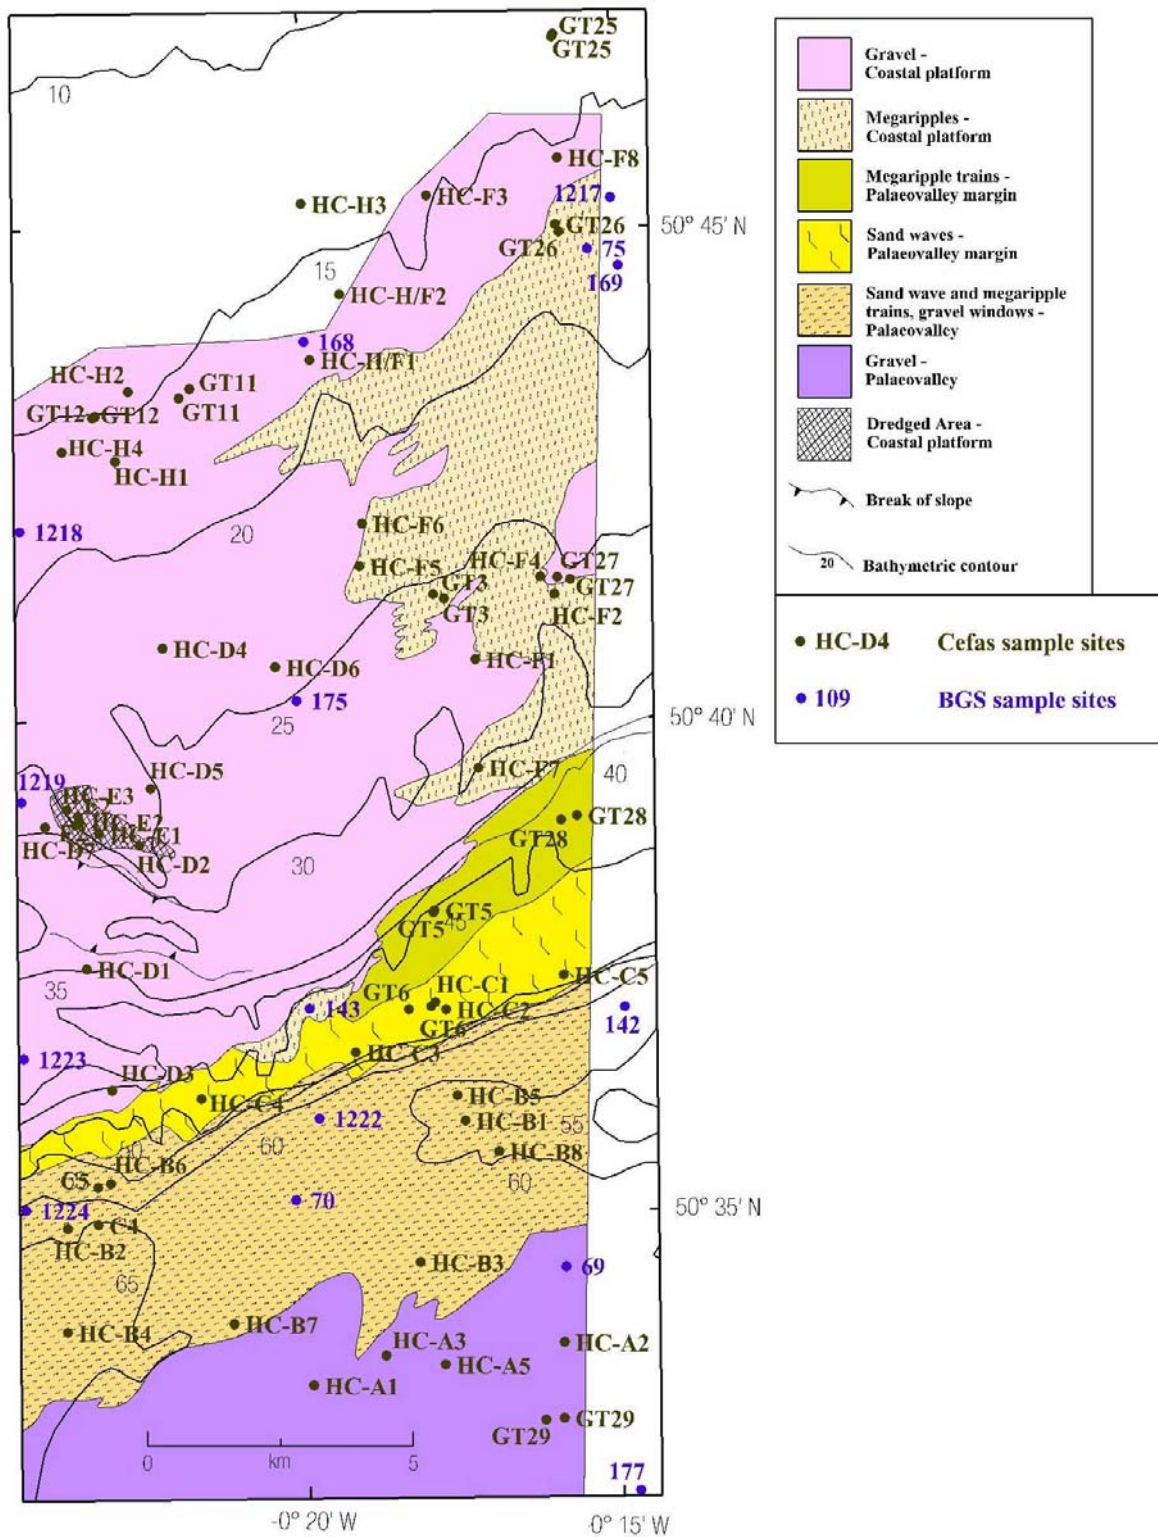 GT25
GT25
10
HC-F8
HC-H3
HC-F3
1217
GT26
GT26
75
169
50° 45' N
15
HC-H/F2
168
HC-H/F1
HC-H2
GT11
GT11
GT12
GT12
HC-H4
HC-H1
1218
20
HC-F6
HC-F5
HC-F4
GT27
GT27
GT3
GT3
HC-F2
HC-D4
HC-D6
HC-F1
175
25
50° 40' N
HC-F7
40
1219
HC-D5
HC-E3
HC-E2
HC-E1
HC-D7
HC-D2
GT28
GT28
30
GT5
GT5
45
HC-D1
35
HC-C5
HC-C1
GT6
HC-C2
GT6
143
142
HC-C3
1223
HC-D3
HC-C4
HC-B5
HC-B1
55
1222
60
50
HC-B8
60
HC-B6
C5
70
50° 35' N
1224
C4
HC-B2
65
HC-B3
69
HC-B4
HC-B7
HC-A3
HC-A2
HC-A5
HC-A1
GT29
GT29
0 km 5
177
-0° 20' W
-0° 15' W
Gravel -
Coastal platform
Megaripples -
Coastal platform
Megaripple trains -
Palaeovalley margin
Sand waves -
Palaeovalley margin
Sand wave and megaripple
trains, gravel windows -
Palaeovalley
Gravel -
Palaeovalley
Dredged Area -
Coastal platform
Break of slope
20 Bathymetric contour
HC-D4 Cefas sample sites
109 BGS sample sites